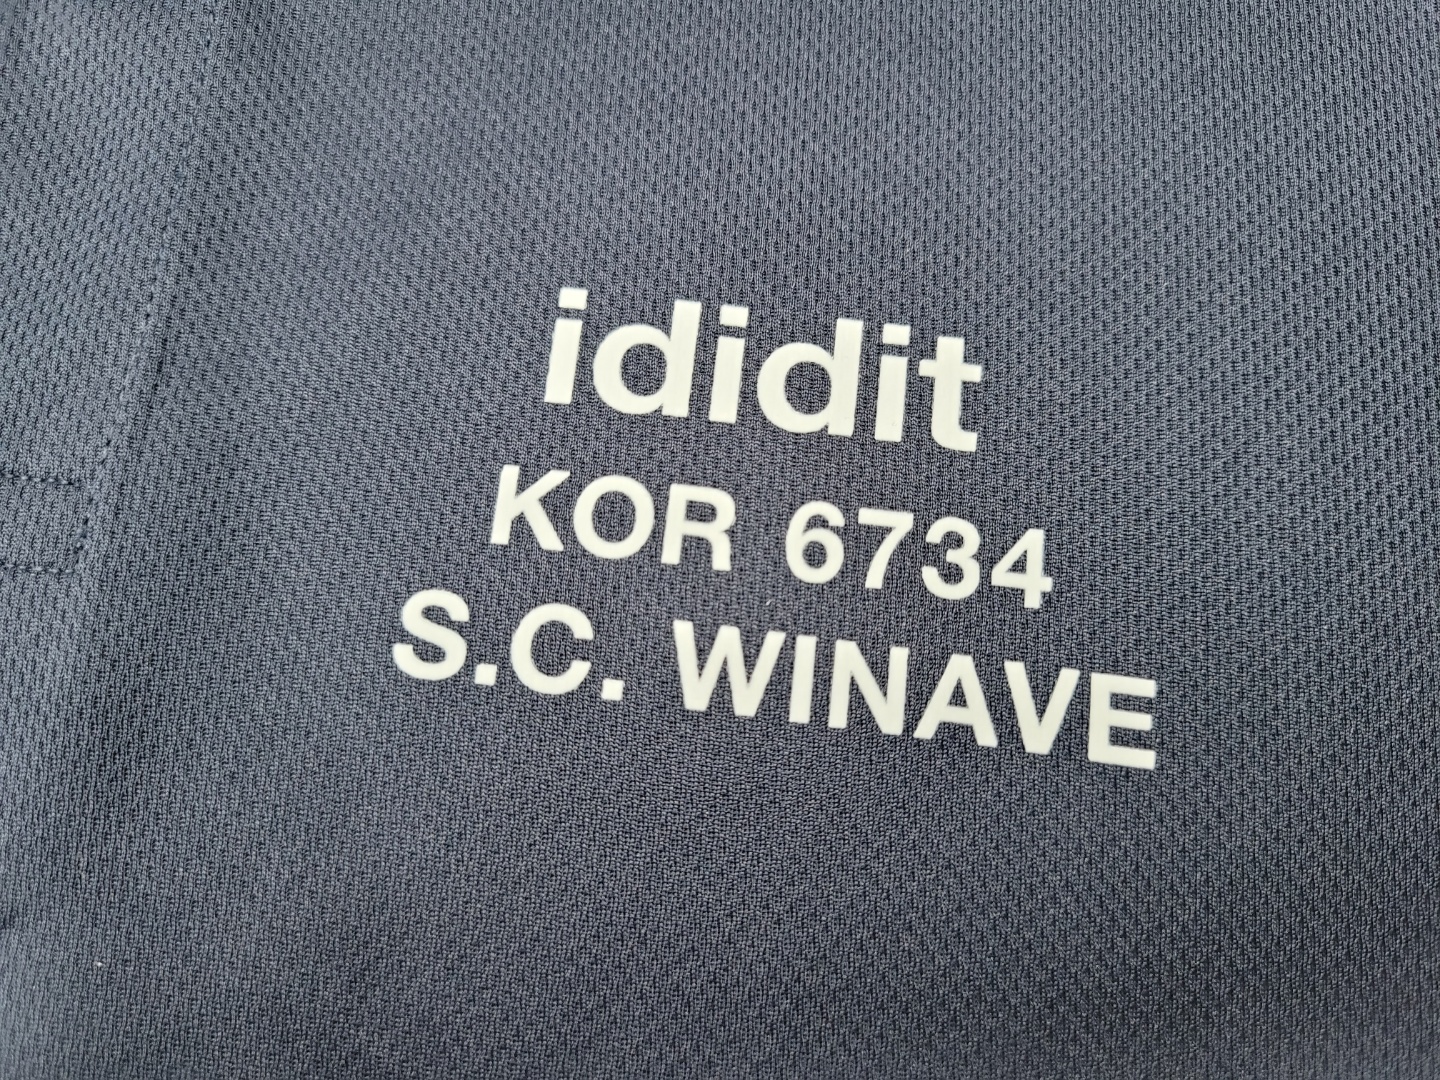 ididit
KOR 6734
S.C. WINAVE